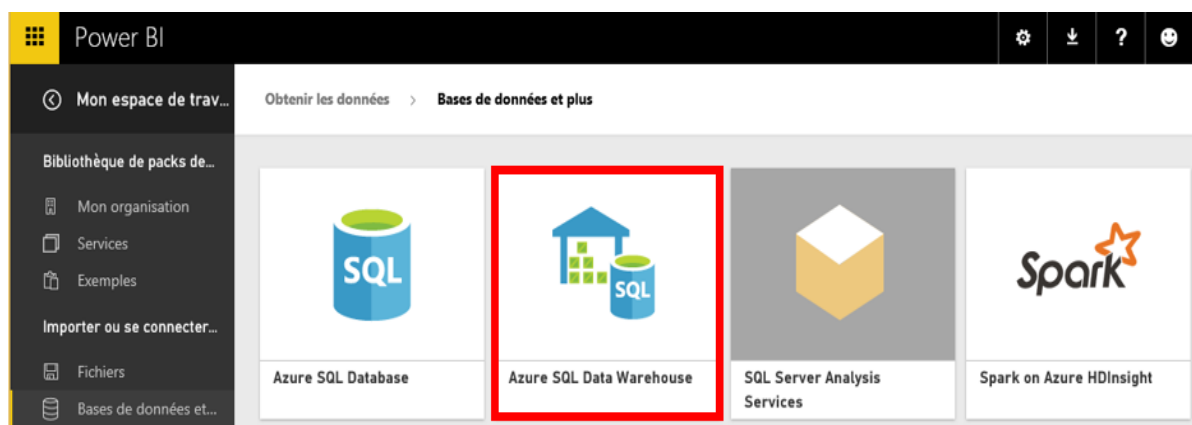 Power BI
?
Mon espace de trav...
Obtenir les données > Bases de données et plus
Bibliothèque de packs de...
Mon organisation
Services
Exemples
Importer ou se connecter...
Fichiers
Bases de données et...
SQL
SQL
Spark
Azure SQL Database
Azure SQL Data Warehouse
SQL Server Analysis
Services
Spark on Azure HDInsight